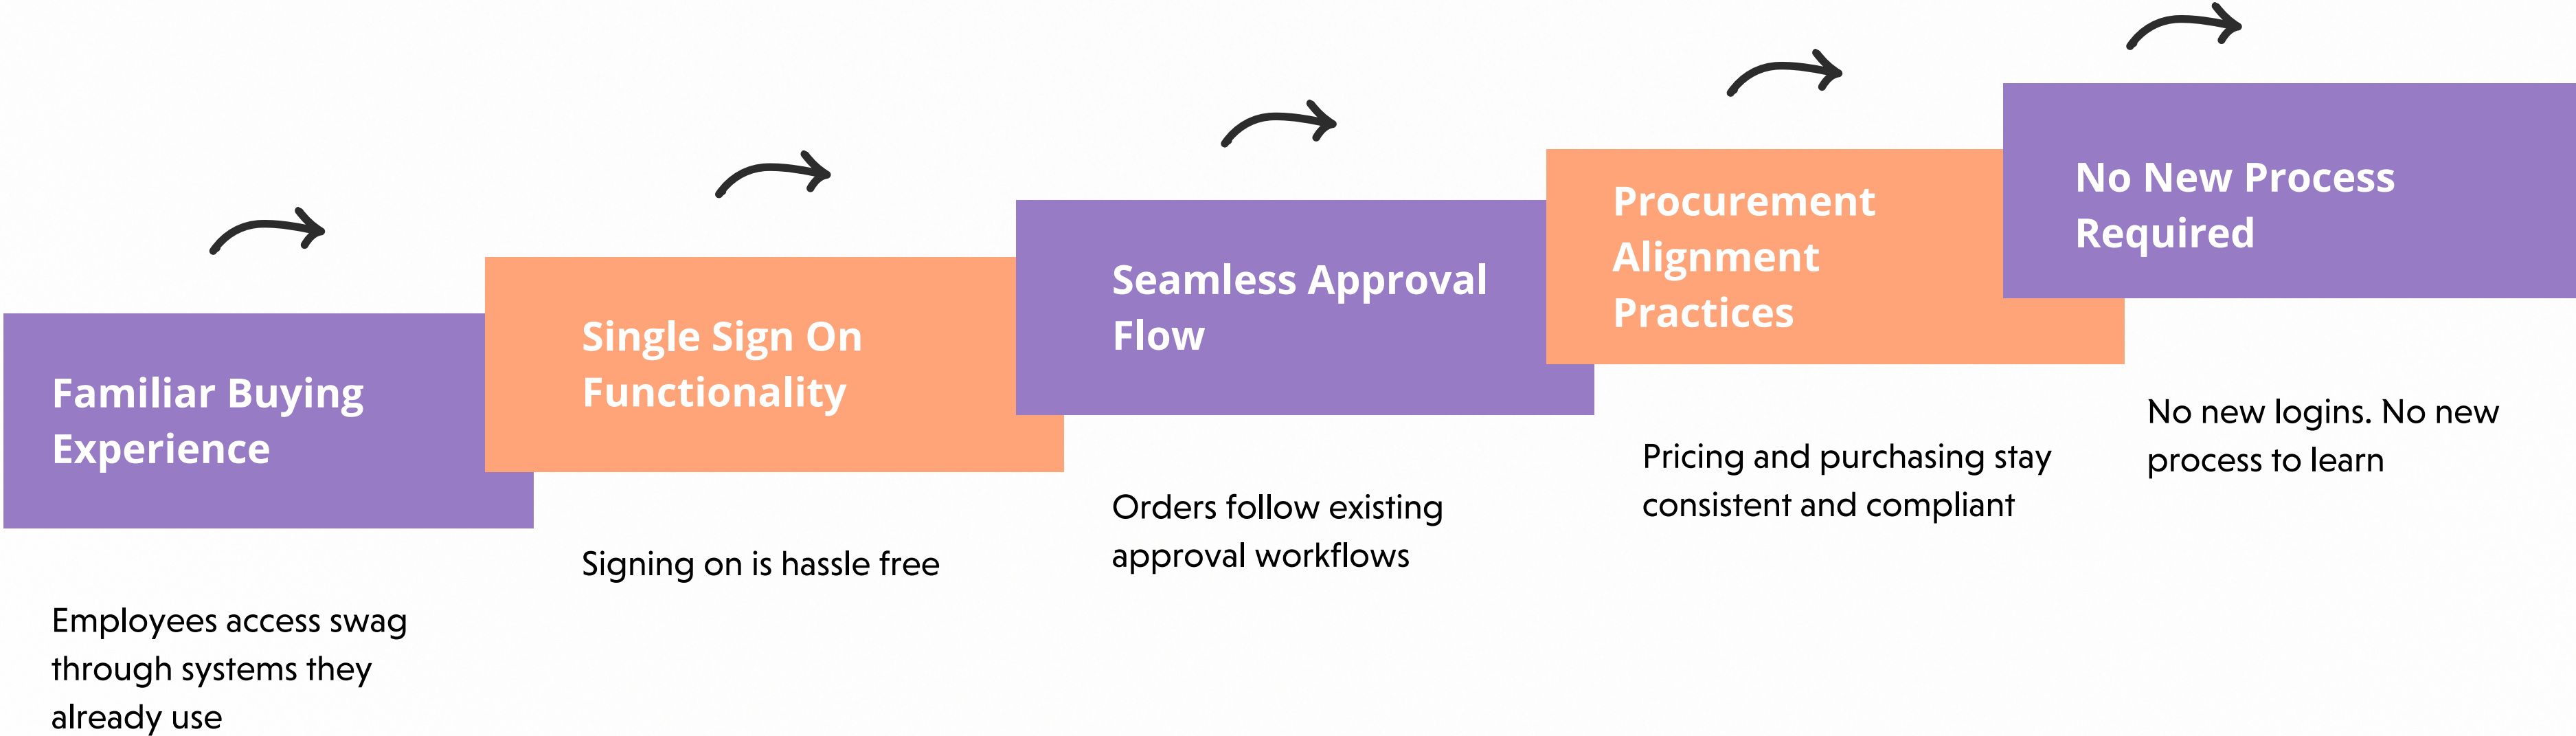 Familiar Buying
Experience
Employees access swag
through systems they
already use
Single Sign On
Functionality
Signing on is hassle free
Seamless Approval
Flow
Orders follow existing
approval workflows
Procurement
Alignment
Practices
Pricing and purchasing stay
consistent and compliant
No New Process
Required
No new logins. No new
process to learn